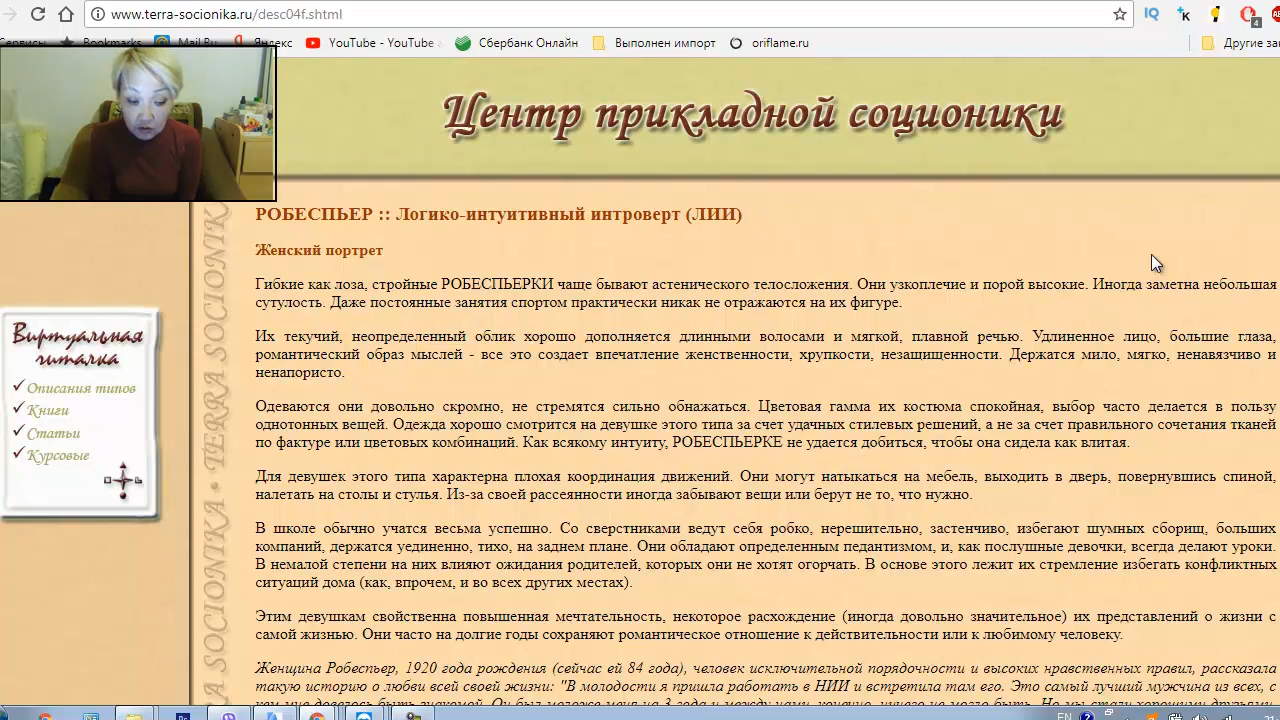 www.terra-socionika.ru/desc04f.shtml
Сервисы Bookmarks Mail.Ru Яндекс YouTube - YouTube Сбербанк Онлайн Выполнен импорт oriflame.ru Другие за
Центр прикладной соционики
РОБЕСПЬЕР :: Логико-интуитивный интроверт (ЛИИ)
Женский портрет
Гибкие как лоза, стройные РОБЕСПЬЕРКИ чаще бывают астенического телосложения. Они узкоплечие и порой высокие. Иногда заметна небольшая
сутулость. Даже постоянные занятия спортом практически никак не отражаются на их фигуре.
Их текучий, неопределенный облик хорошо дополняется длинными волосами и мягкой, плавной речью. Удлиненное лицо, большие глаза,
романтический образ мыслей - все это создает впечатление женственности, хрупкости, незащищенности. Держатся мило, мягко, ненавязчиво и
ненапористо.
Одеваются они довольно скромно, не стремятся сильно обнажаться. Цветовая гамма их костюма спокойная, выбор часто делается в пользу
однотонных вещей. Одежда хорошо смотрится на девушке этого типа за счет удачных стилевых решений, а не за счет правильного сочетания тканей
по фактуре или цветовых комбинаций. Как всякому интуиту, РОБЕСПЬЕРКЕ не удается добиться, чтобы она сидела как влитая.
Для девушек этого типа характерна плохая координация движений. Они могут натыкаться на мебель, выходить в дверь, повернувшись спиной,
налетать на столы и стулья. Из-за своей рассеянности иногда забывают вещи или берут не то, что нужно.
В школе обычно учатся весьма успешно. Со сверстниками ведут себя робко, нерешительно, застенчиво, избегают шумных сборищ, больших
компаний, держатся уединенно, тихо, на заднем плане. Они обладают определенным педантизмом, и, как послушные девочки, всегда делают уроки.
В немалой степени на них влияют ожидания родителей, которых они не хотят огорчать. В основе этого лежит их стремление избегать конфликтных
ситуаций дома (как, впрочем, и во всех других местах).
Этим девушкам свойственна повышенная мечтательность, некоторое расхождение (иногда довольно значительное) их представлений о жизни с
самой жизнью. Они часто на долгие годы сохраняют романтическое отношение к действительности или к любимому человеку.
Женщина Робеспьер, 1920 года рождения (сейчас ей 84 года), человек исключительной порядочности и высоких нравственных правил, рассказала
такую историю о любви всей своей жизни: "В молодости я пришла работать в НИИ и встретила там его. Это самый лучший мужчина из всех, с
Виртуальная
читалка
Описания типов
Книги
Статьи
Курсовые
TERRA SOCIONIKA
EN